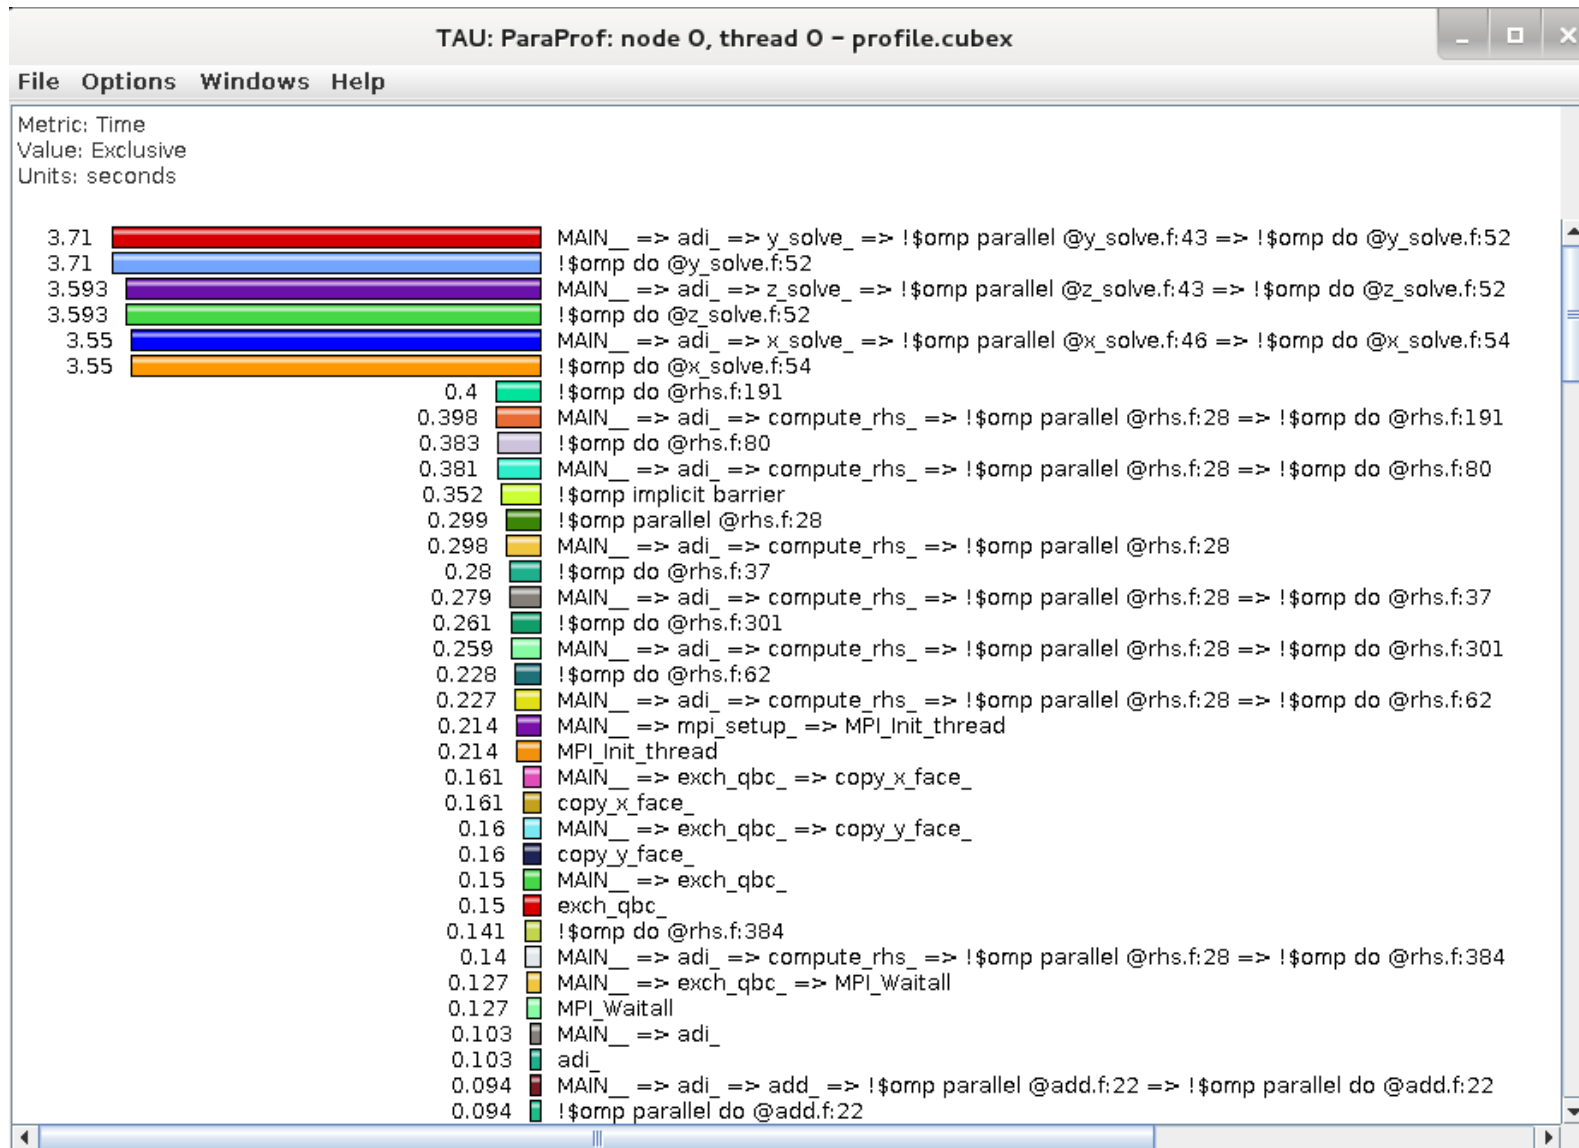 TAU: ParaProf: node 0, thread 0 – profile.cubex
File Options Windows Help
Metric: Time
Value: Exclusive
Units: seconds
3.71 MAIN__ => adi_ => y_solve_ => !$omp parallel @y_solve.f:43 => !$omp do @y_solve.f:52
3.71 !$omp do @y_solve.f:52
3.593 MAIN__ => adi_ => z_solve_ => !$omp parallel @z_solve.f:43 => !$omp do @z_solve.f:52
3.593 !$omp do @z_solve.f:52
3.55 MAIN__ => adi_ => x_solve_ => !$omp parallel @x_solve.f:46 => !$omp do @x_solve.f:54
3.55 !$omp do @x_solve.f:54
0.4 !$omp do @rhs.f:191
0.398 MAIN__ => adi_ => compute_rhs_ => !$omp parallel @rhs.f:28 => !$omp do @rhs.f:191
0.383 !$omp do @rhs.f:80
0.381 MAIN__ => adi_ => compute_rhs_ => !$omp parallel @rhs.f:28 => !$omp do @rhs.f:80
0.352 !$omp implicit barrier
0.299 !$omp parallel @rhs.f:28
0.298 MAIN__ => adi_ => compute_rhs_ => !$omp parallel @rhs.f:28
0.28 !$omp do @rhs.f:37
0.279 MAIN__ => adi_ => compute_rhs_ => !$omp parallel @rhs.f:28 => !$omp do @rhs.f:37
0.261 !$omp do @rhs.f:301
0.259 MAIN__ => adi_ => compute_rhs_ => !$omp parallel @rhs.f:28 => !$omp do @rhs.f:301
0.228 !$omp do @rhs.f:62
0.227 MAIN__ => adi_ => compute_rhs_ => !$omp parallel @rhs.f:28 => !$omp do @rhs.f:62
0.214 MAIN__ => mpi_setup_ => MPI_Init_thread
0.214 MPI_Init_thread
0.161 MAIN__ => exch_qbc_ => copy_x_face_
0.161 copy_x_face_
0.16 MAIN__ => exch_qbc_ => copy_y_face_
0.16 copy_y_face_
0.15 MAIN__ => exch_qbc_
0.15 exch_qbc_
0.141 !$omp do @rhs.f:384
0.14 MAIN__ => adi_ => compute_rhs_ => !$omp parallel @rhs.f:28 => !$omp do @rhs.f:384
0.127 MAIN__ => exch_qbc_ => MPI_Waitall
0.127 MPI_Waitall
0.103 MAIN__ => adi_
0.103 adi_
0.094 MAIN__ => adi_ => add_ => !$omp parallel @add.f:22 => !$omp parallel do @add.f:22
0.094 !$omp parallel do @add.f:22